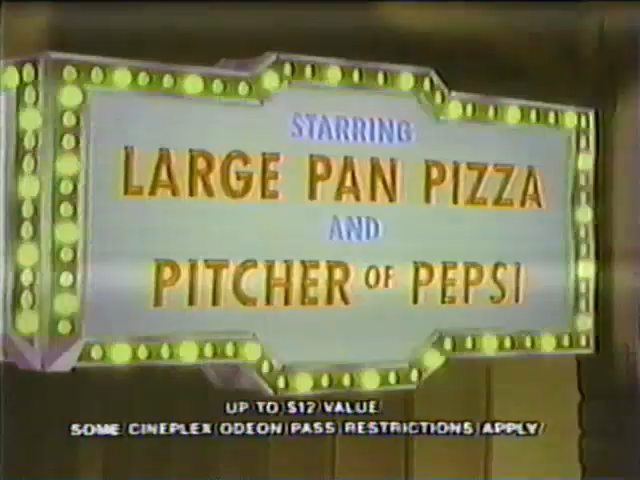 STARRING
LARGE PAN PIZZA
AND
PITCHER OF PEPSI
UP TO $12 VALUE
SOME CINEPLEX ODEON PASS RESTRICTIONS APPLY